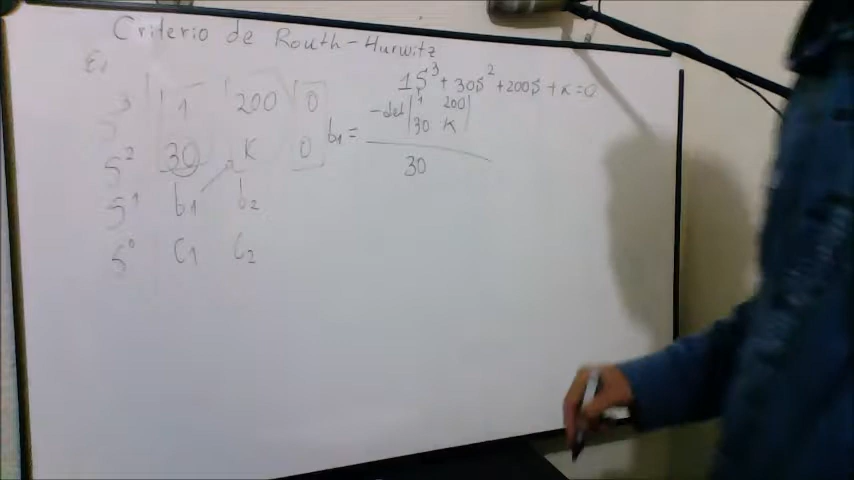 Criterio de Routh-Hurwitz
Ej
1S³ + 30S² + 200S + K = 0
S³ 1 200 0
S² 30 K 0
S¹ b₁ b₂
S⁰ C₁ C₂
b₁ = -det | 1 200 |
| 30 K |
30